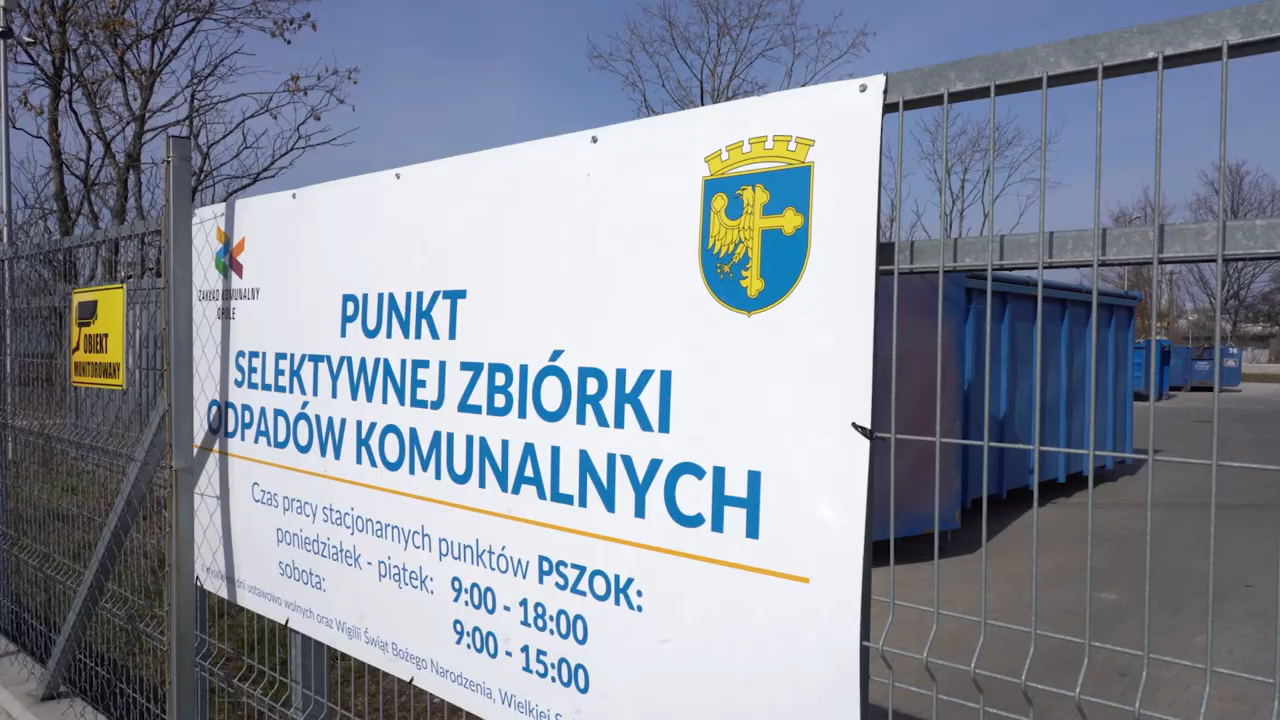 ZAKŁAD KOMUNALNY
OPOLE
OBIEKT
MONITOROWANY
PUNKT
SELEKTYWNEJ ZBIÓRKI
ODPADÓW KOMUNALNYCH
Czas pracy stacjonarnych punktów PSZOK:
poniedziałek - piątek: 9:00 - 18:00
sobota: 9:00 - 15:00
dni ustawowo wolnych oraz Wigilii Świąt Bożego Narodzenia, Wielkiej